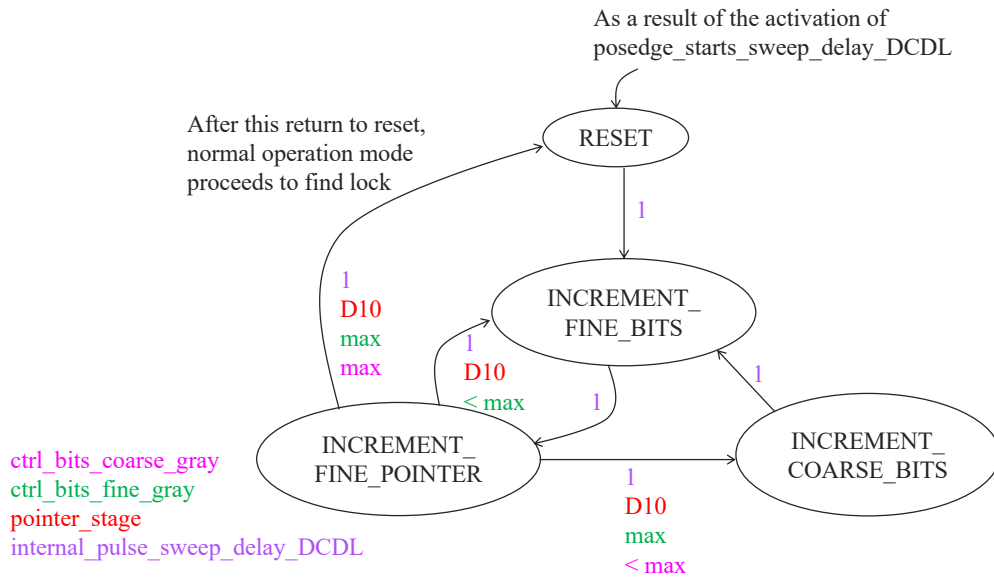 As a result of the activation of
posedge_starts_sweep_delay_DCDL
After this return to reset,
normal operation mode
proceeds to find lock
RESET
1
INCREMENT_
FINE_BITS
1
D10
max
max
1
D10
< max
1
1
INCREMENT_
FINE_POINTER
INCREMENT_
COARSE_BITS
1
D10
max
< max
ctrl_bits_coarse_gray
ctrl_bits_fine_gray
pointer_stage
internal_pulse_sweep_delay_DCDL